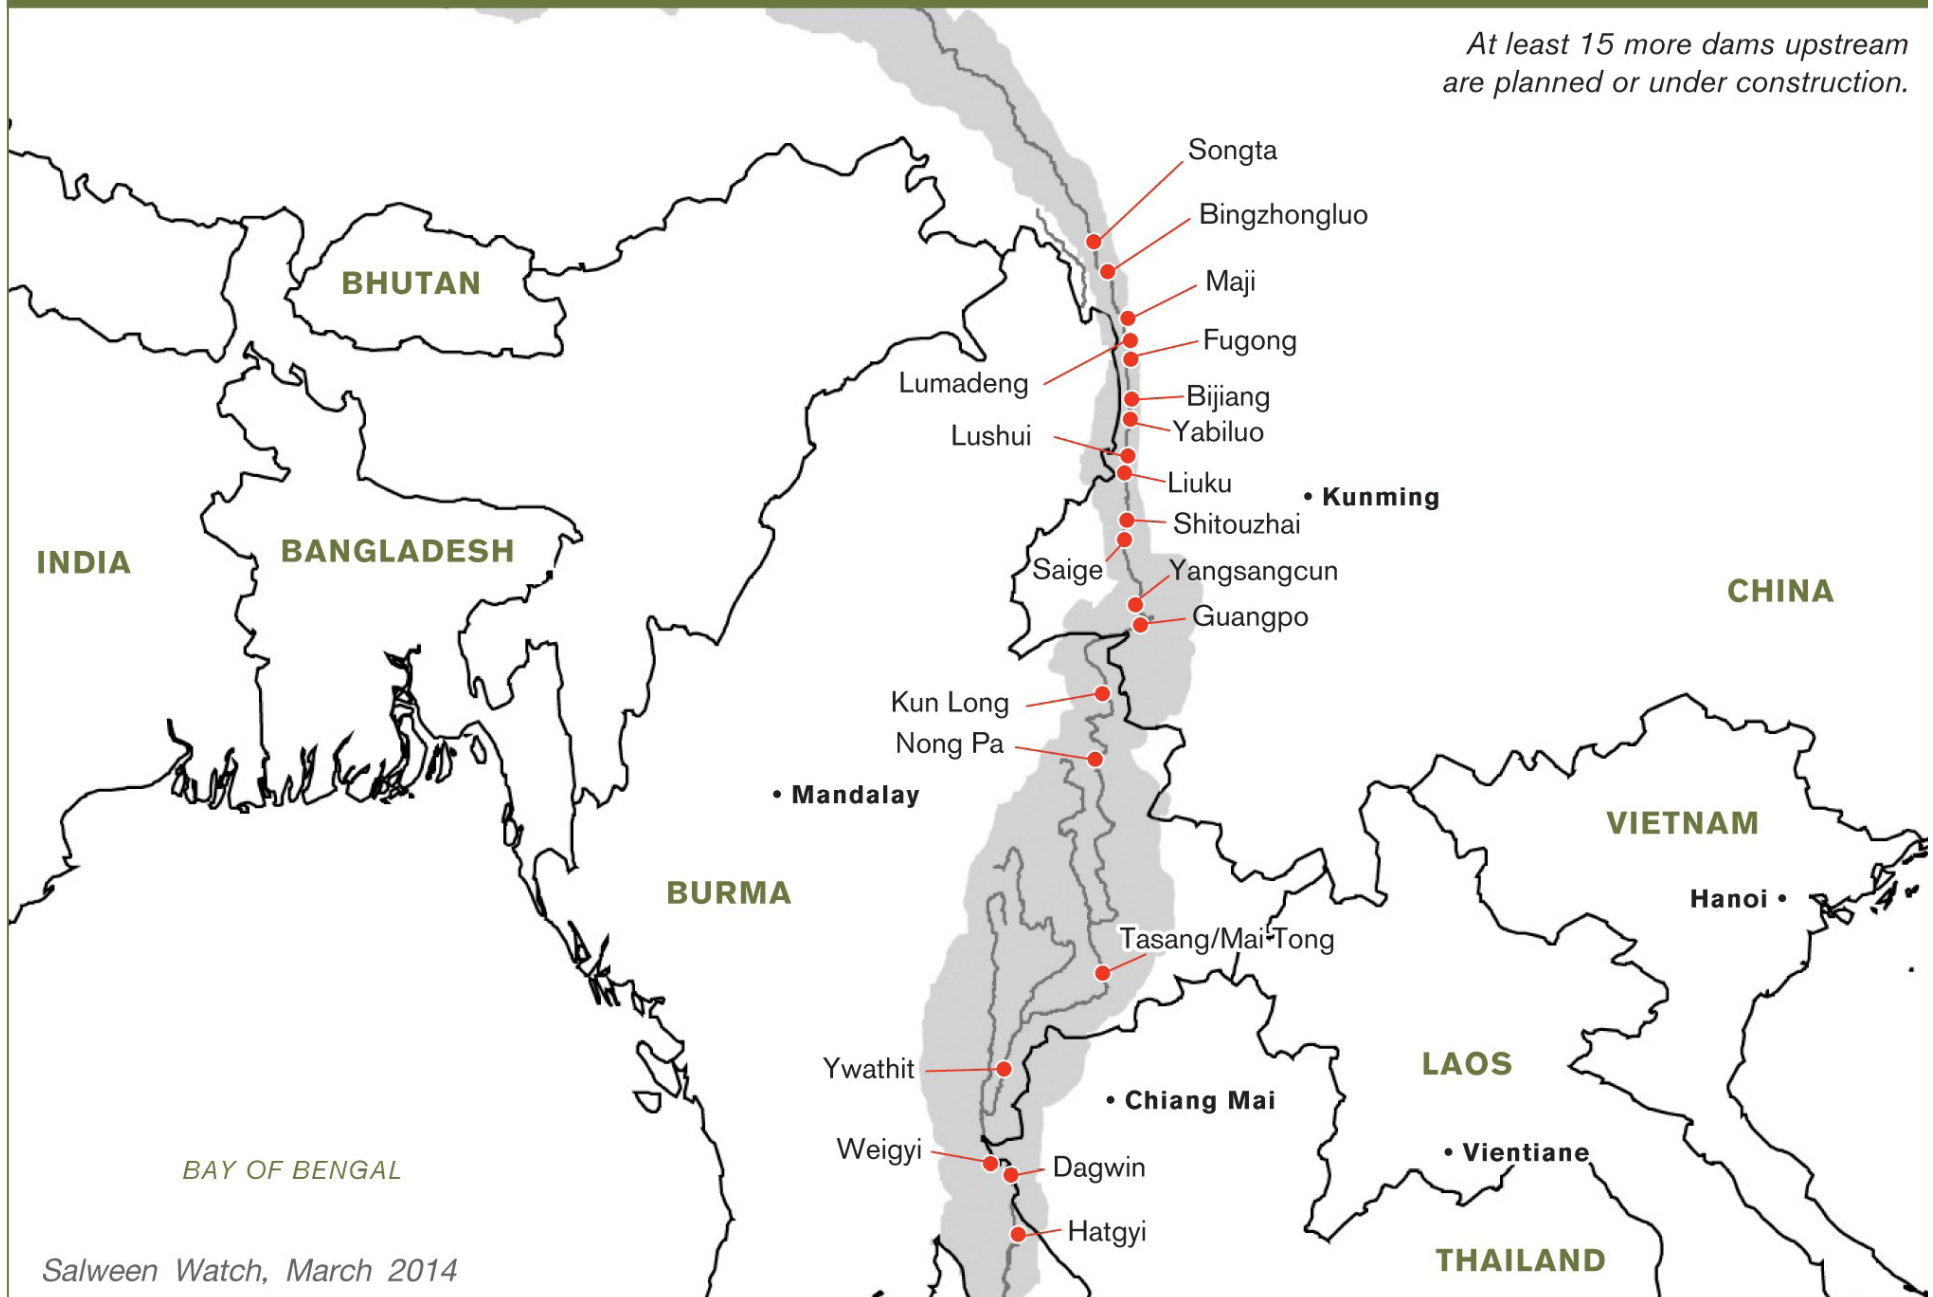 At least 15 more dams upstream
are planned or under construction.
Songta
Bingzhongluo
BHUTAN
Maji
Fugong
Lumadeng
Bijiang
Yabiluo
Lushui
Liuku
• Kunming
Shitouzhai
INDIA
BANGLADESH
Saige
Yangsangcun
CHINA
Guangpo
Kun Long
Nong Pa
• Mandalay
VIETNAM
BURMA
Hanoi •
Tasang/Mai Tong
LAOS
Ywathit
• Chiang Mai
Weigyi
• Vientiane
BAY OF BENGAL
Dagwin
Hatgyi
THAILAND
Salween Watch, March 2014